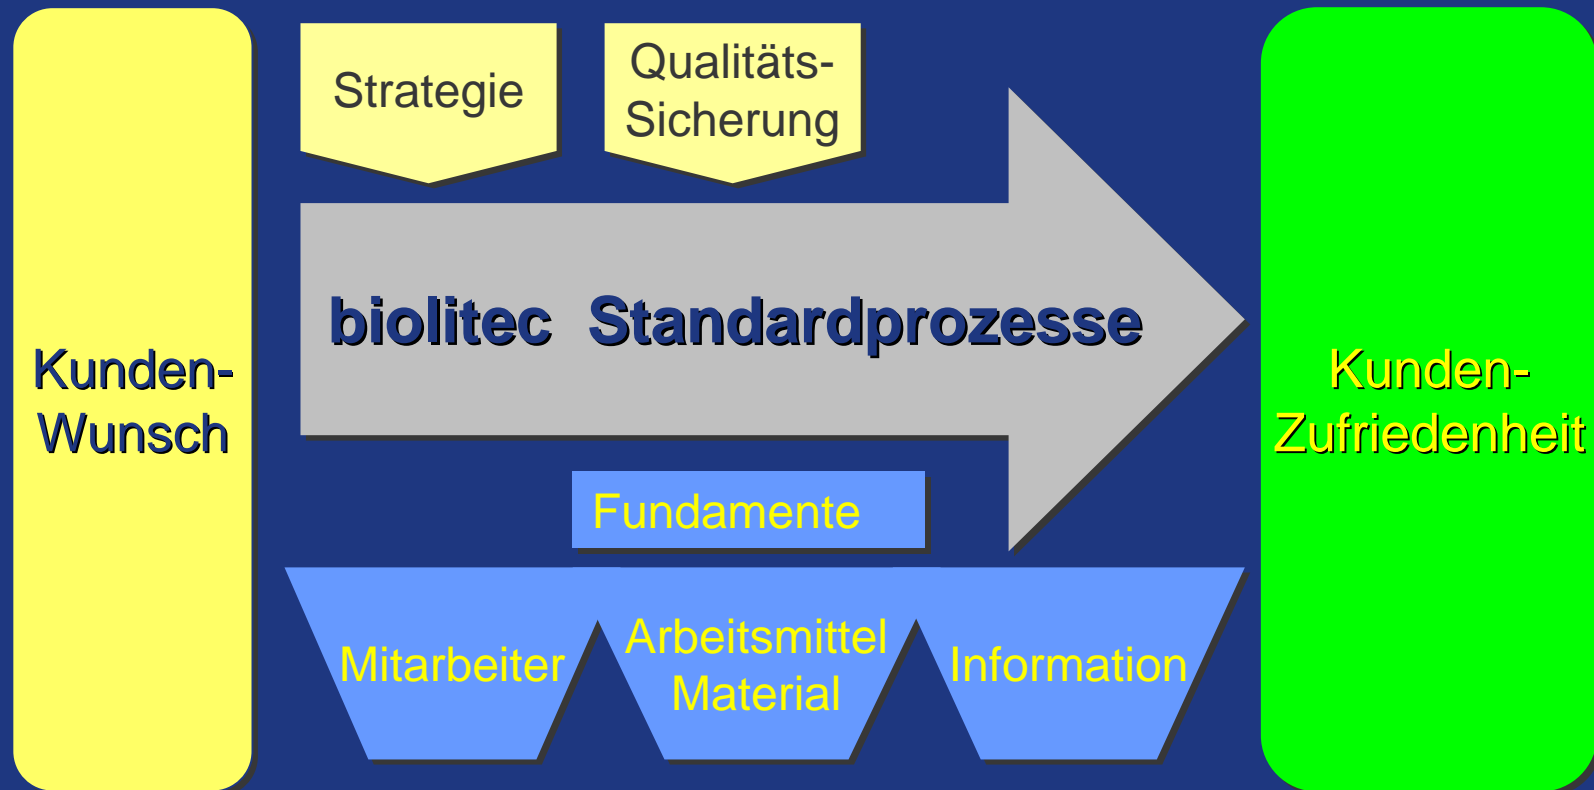 Strategie
Qualitäts-
Sicherung
biolitec Standardprozesse
Kunden-
Wunsch
Kunden-
Zufriedenheit
Fundamente
Mitarbeiter
Arbeitsmittel
Material
Information